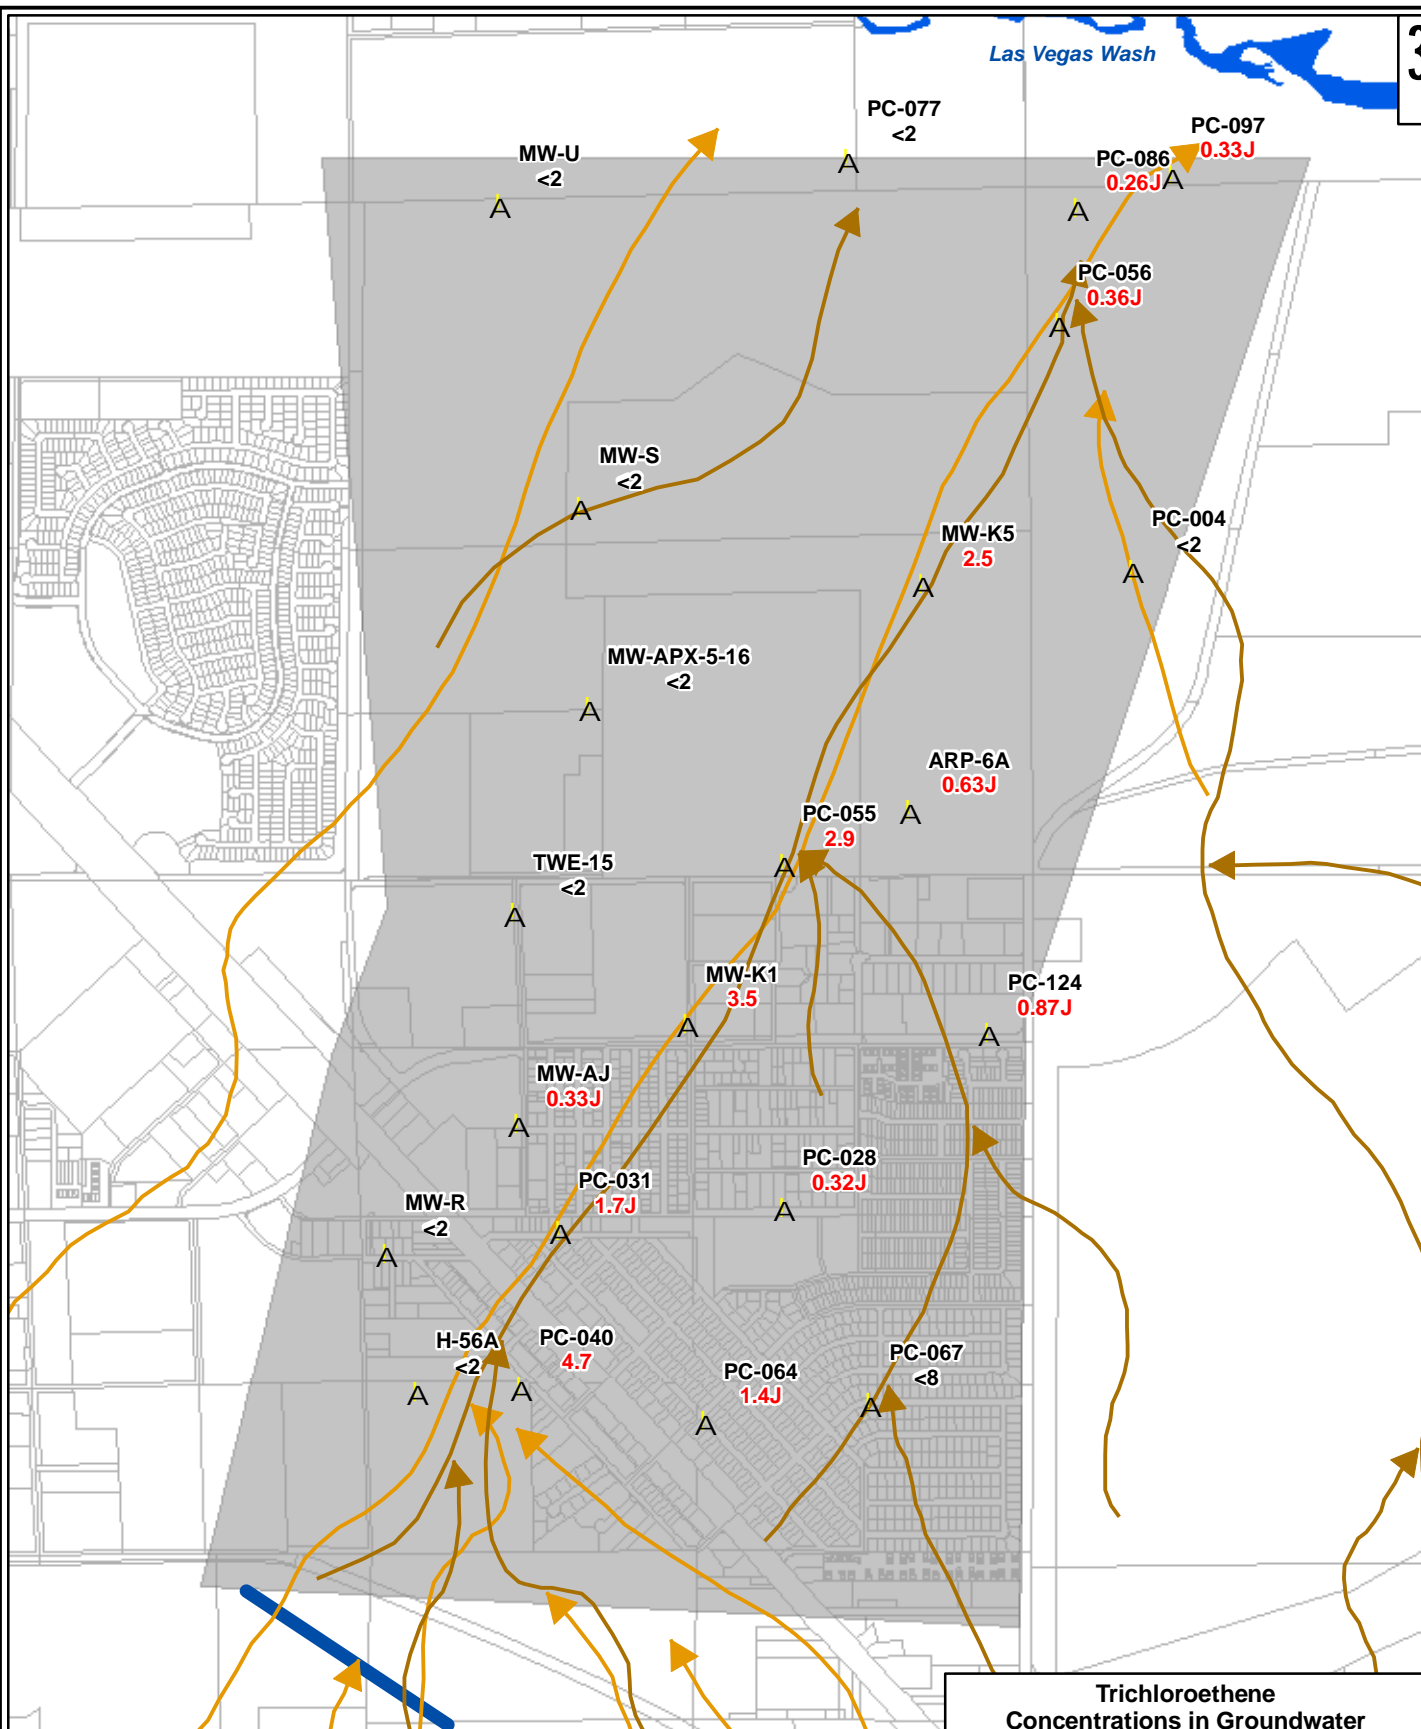 3
Las Vegas Wash
PC-077
<2
PC-097
0.33J
MW-U
<2
PC-086
0.26J
A
A
A
A
PC-056
0.36J
A
MW-S
<2
A
PC-004
<2
MW-K5
2.5
A
A
MW-APX-5-16
<2
A
ARP-6A
0.63J
A
PC-055
2.9
A
TWE-15
<2
A
MW-K1
3.5
A
PC-124
0.87J
A
MW-AJ
0.33J
A
PC-028
0.32J
A
PC-031
1.7J
A
MW-R
<2
A
H-56A
<2
A
PC-040
4.7
A
PC-064
1.4J
A
PC-067
<8
A
Trichloroethene
Concentrations in Groundwater